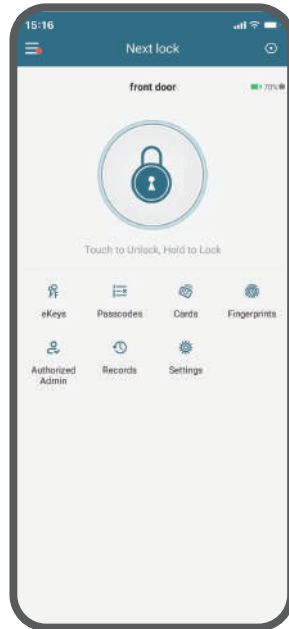 15:16
Next lock
front door
70%
Touch to Unlock, Hold to Lock
eKeys Passcodes Cards Fingerprints
Authorized Admin Records Settings